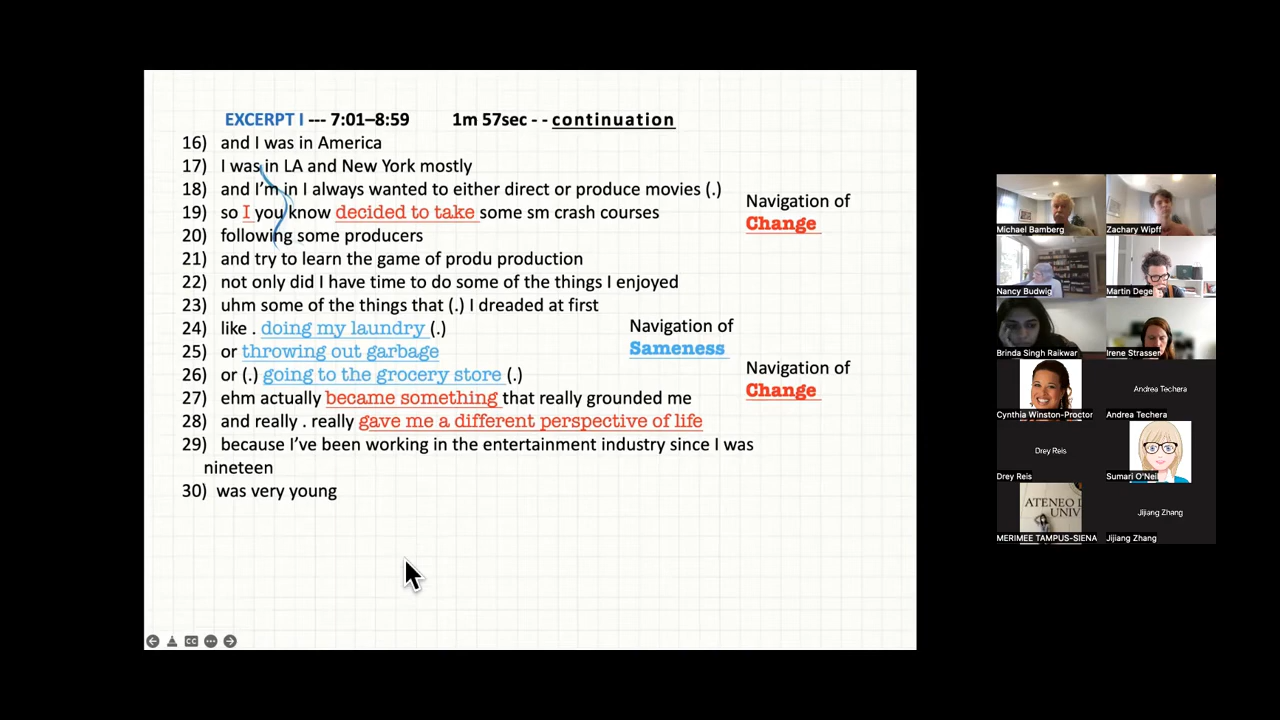 EXCERPT I --- 7:01–8:59 1m 57sec - - continuation
16) and I was in America
17) I was in LA and New York mostly
18) and I'm in I always wanted to either direct or produce movies (.)
19) so I you know decided to take some sm crash courses
Navigation of
Change
20) following some producers
21) and try to learn the game of produ production
22) not only did I have time to do some of the things I enjoyed
23) uhm some of the things that (.) I dreaded at first
24) like . doing my laundry (.)
Navigation of
Sameness
25) or throwing out garbage
26) or (.) going to the grocery store (.)
Navigation of
Change
27) ehm actually became something that really grounded me
28) and really . really gave me a different perspective of life
29) because I've been working in the entertainment industry since I was
nineteen
30) was very young
CC
Michael Bamberg
Zachary Wipff
Nancy Budwig
Martin Dege
Brinda Singh Raikwar
Irene Strasser
Cynthia Winston-Proctor
Andrea Techera
Andrea Techera
Drey Reis
Drey Reis
Sumari O'Neil
ATENEO D
UNIV
MERIMEE TAMPUS-SIENA
Jijiang Zhang
Jijiang Zhang